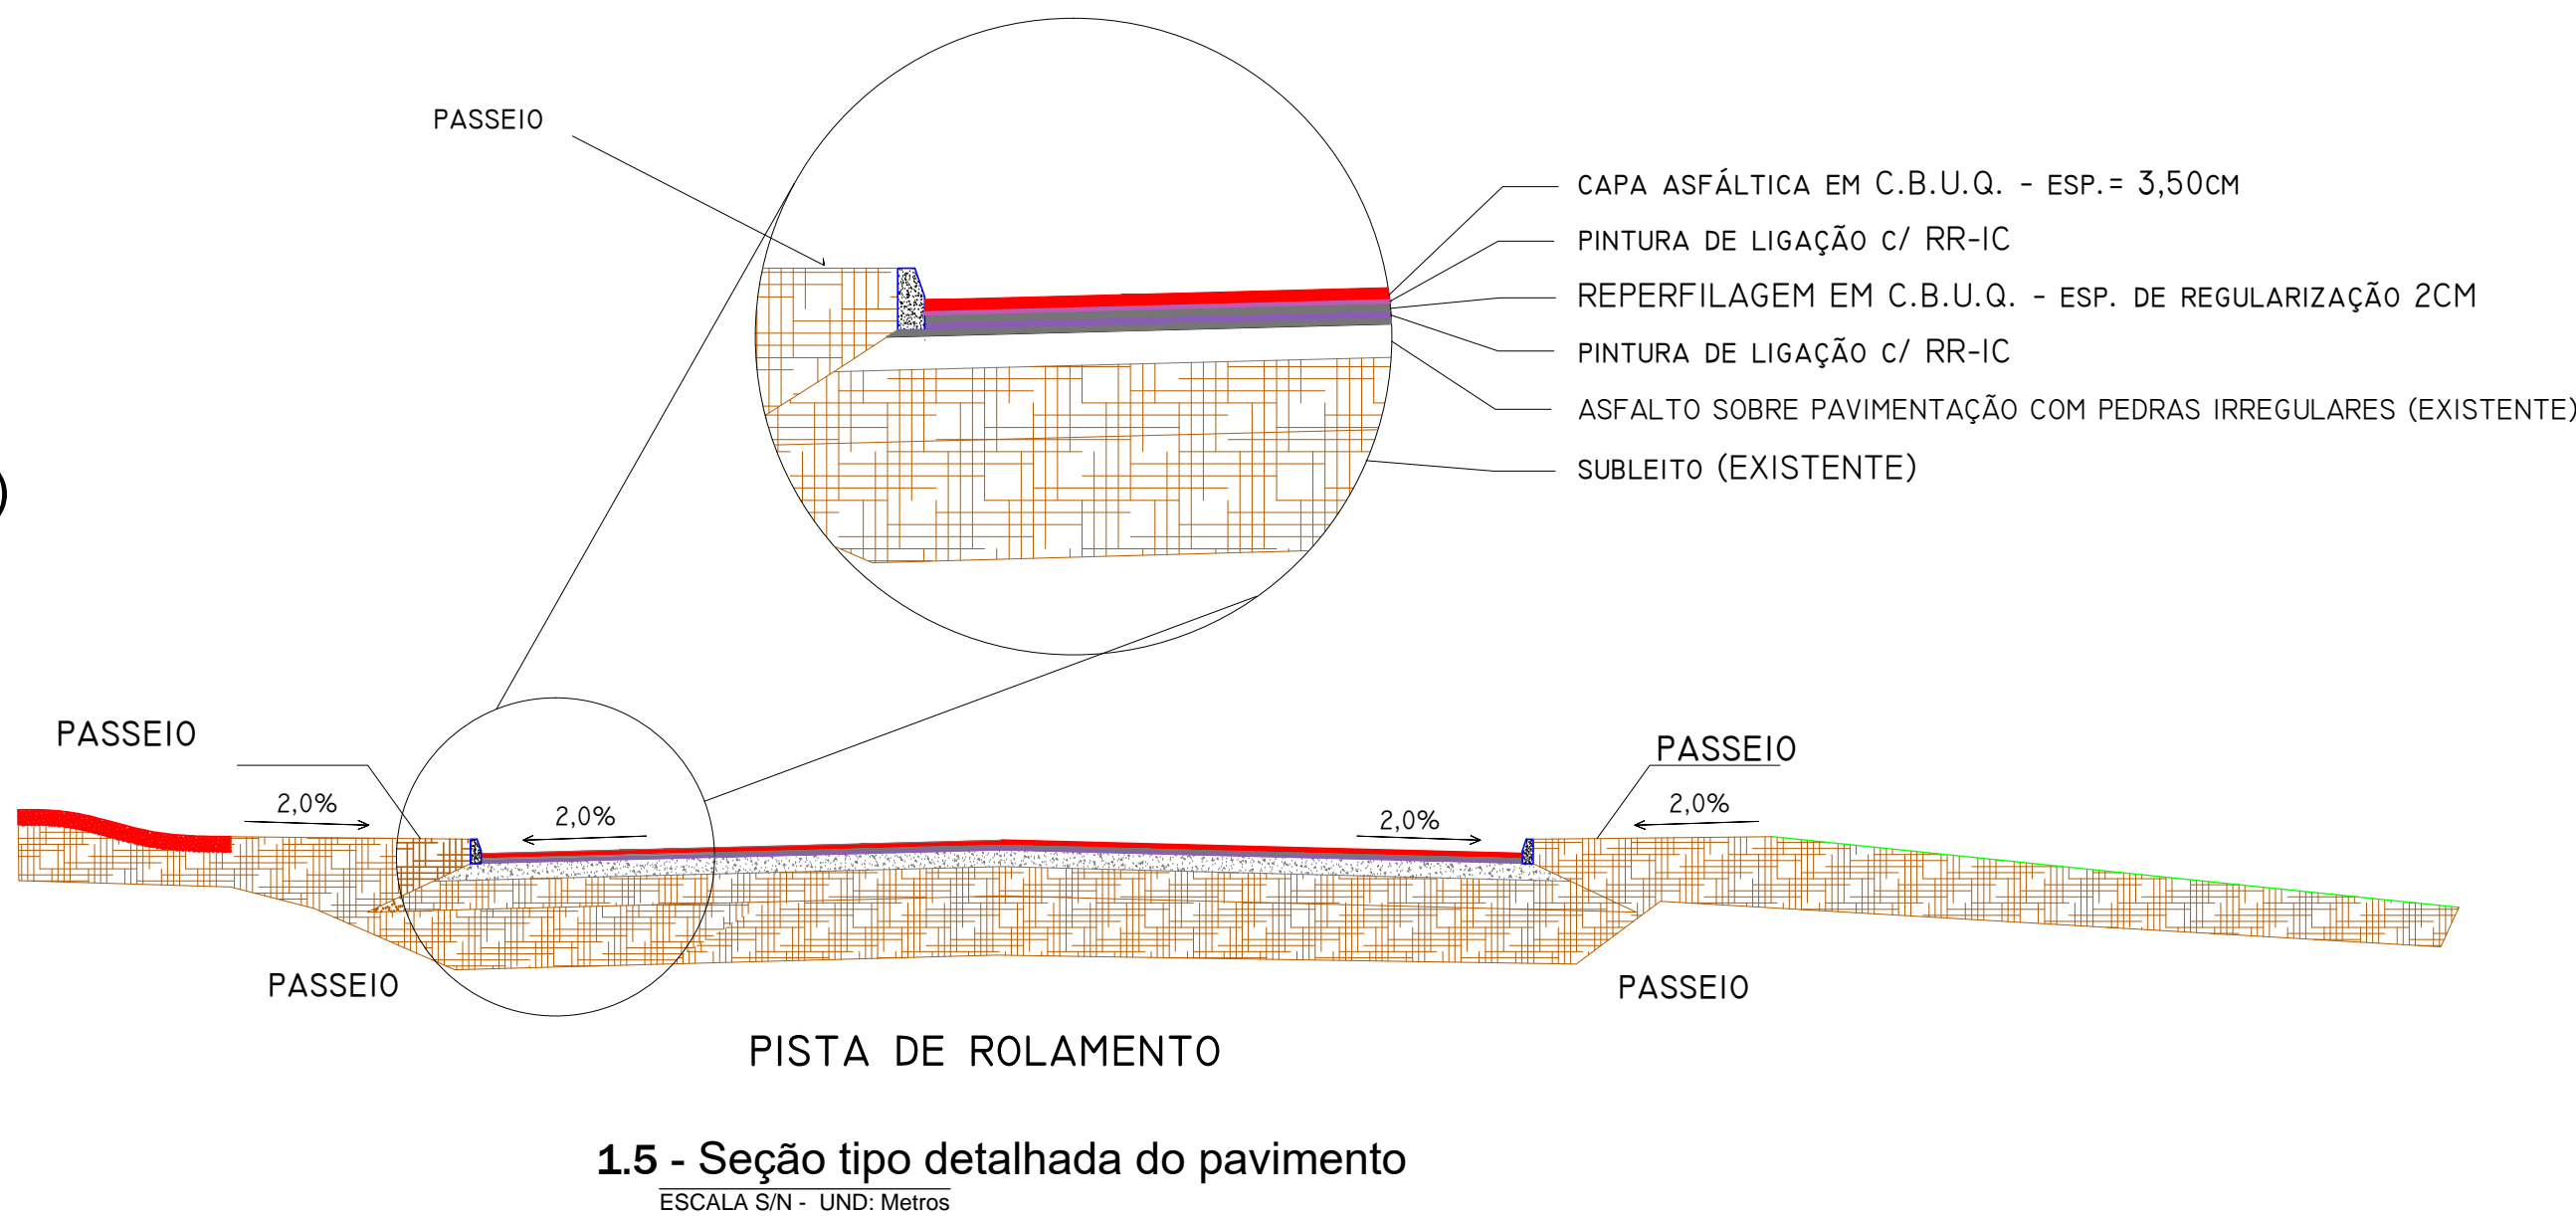 PASSEIO
CAPA ASFÁLTICA EM C.B.U.Q. - ESP.= 3,50CM
PINTURA DE LIGAÇÃO C/ RR-1C
REPERFILAGEM EM C.B.U.Q. - ESP. DE REGULARIZAÇÃO 2CM
PINTURA DE LIGAÇÃO C/ RR-1C
ASFALTO SOBRE PAVIMENTAÇÃO COM PEDRAS IRREGULARES (EXISTENTE)
SUBLEITO (EXISTENTE)
)
PASSEIO
PASSEIO
2,0%
2,0%
2,0%
2,0%
PASSEIO
PASSEIO
PISTA DE ROLAMENTO
1.5 - Seção tipo detalhada do pavimento
ESCALA S/N - UND: Metros